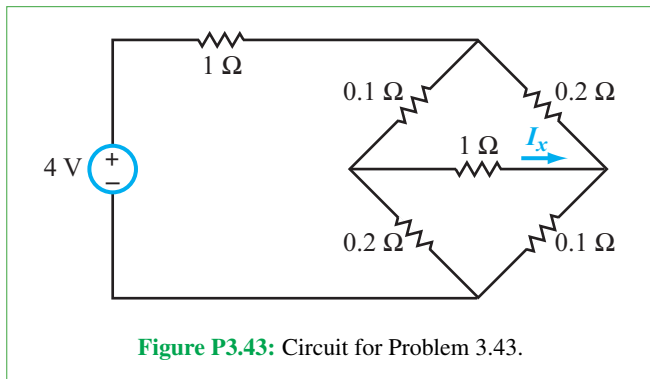 1 Ω
0.1 Ω
0.2 Ω
1 Ω
Ix
4 V
+
−
0.2 Ω
0.1 Ω
Figure P3.43: Circuit for Problem 3.43.